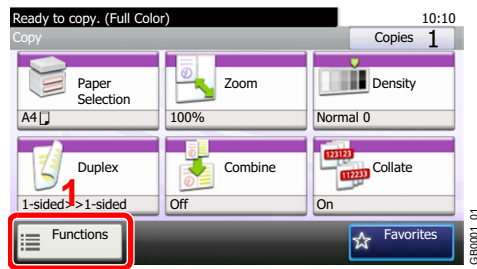 Ready to copy. (Full Color)
10:10
Copy
Copies 1
Paper
Selection
A4
Zoom
100%
Density
Normal 0
Duplex
1-sided>>1-sided
Combine
Off
123123
112233
Collate
On
1
Functions
Favorites
GB0001_01